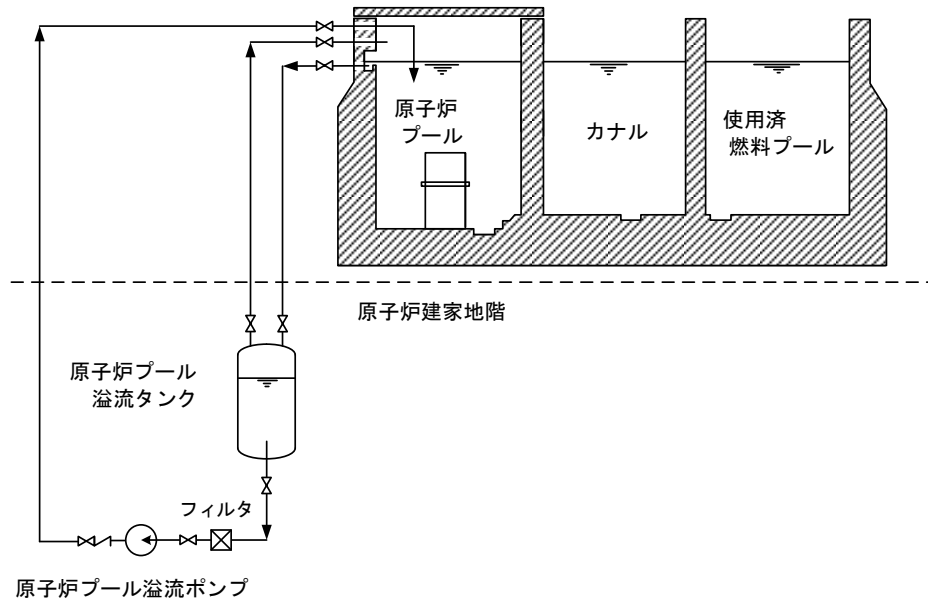 原子炉
プール
カナル
使用済
燃料プール
原子炉建家地階
原子炉プール
溢流タンク
フィルタ
原子炉プール溢流ポンプ